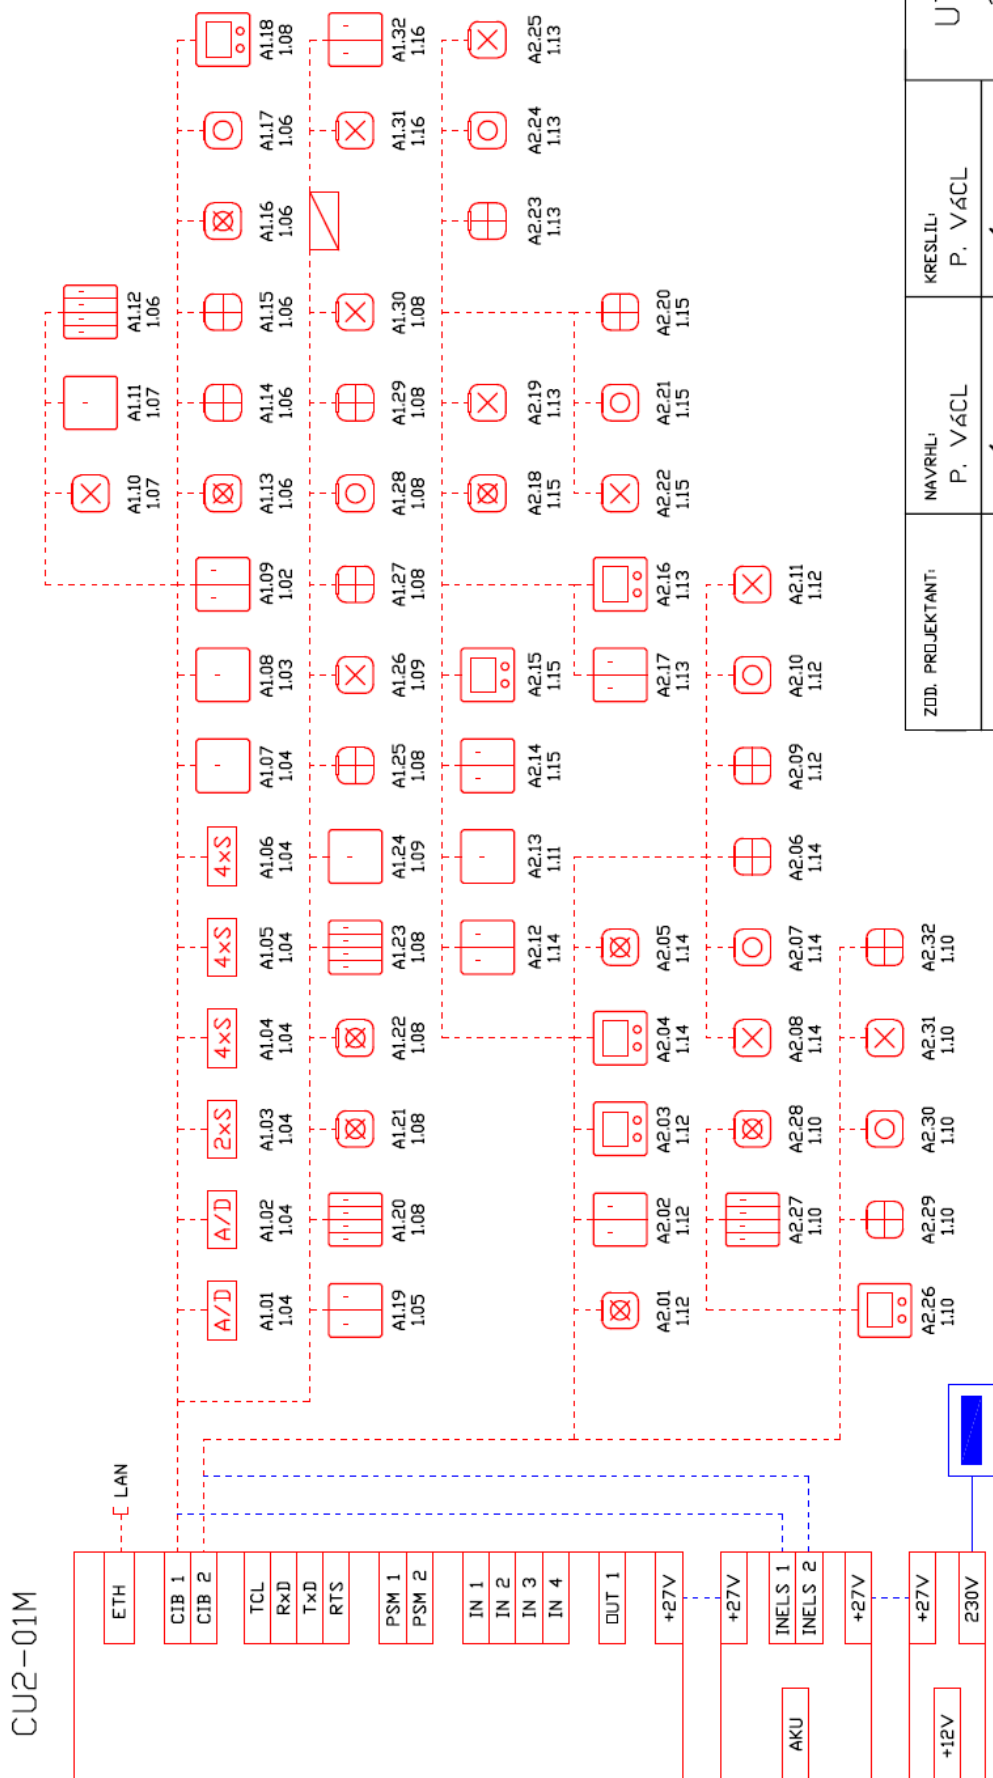 CU2-01M
ETH
LAN
CIB 1
CIB 2
TCL
RxD
TxD
RTS
PSM 1
PSM 2
IN 1
IN 2
IN 3
IN 4
OUT 1
+27V
+27V
INELS 1
INELS 2
AKU
+27V
+27V
+12V
230V
A1.10 A1.11 A1.12
1.07 1.07 1.06
A/D A/D 2xS 4xS 4xS 4xS
A1.01 A1.02 A1.03 A1.04 A1.05 A1.06 A1.07 A1.08 A1.09 A1.13 A1.14 A1.15 A1.16 A1.17 A1.18
1.04 1.04 1.04 1.04 1.04 1.04 1.04 1.03 1.02 1.06 1.06 1.06 1.06 1.06 1.08
A1.19 A1.20 A1.21 A1.22 A1.23 A1.24 A1.25 A1.26 A1.27 A1.28 A1.29 A1.30 A1.31 A1.32
1.05 1.08 1.08 1.08 1.08 1.09 1.08 1.09 1.08 1.08 1.08 1.08 1.16 1.16
A2.12 A2.13 A2.14 A2.15 A2.18 A2.19 A2.23 A2.24 A2.25
1.14 1.11 1.15 1.15 1.15 1.13 1.13 1.13 1.13
A2.01 A2.02 A2.03 A2.04 A2.05 A2.17 A2.16 A2.22 A2.21 A2.20
1.12 1.12 1.12 1.14 1.14 1.13 1.13 1.15 1.15 1.15
A2.27 A2.28 A2.08 A2.07 A2.06 A2.09 A2.10 A2.11
1.10 1.10 1.14 1.14 1.14 1.12 1.12 1.12
A2.26 A2.29 A2.30 A2.31 A2.32
1.10 1.10 1.10 1.10 1.10
ZOD. PROJEKTANT: NAVRHL: KRESLIL:
P. VÁCL P. VÁCL